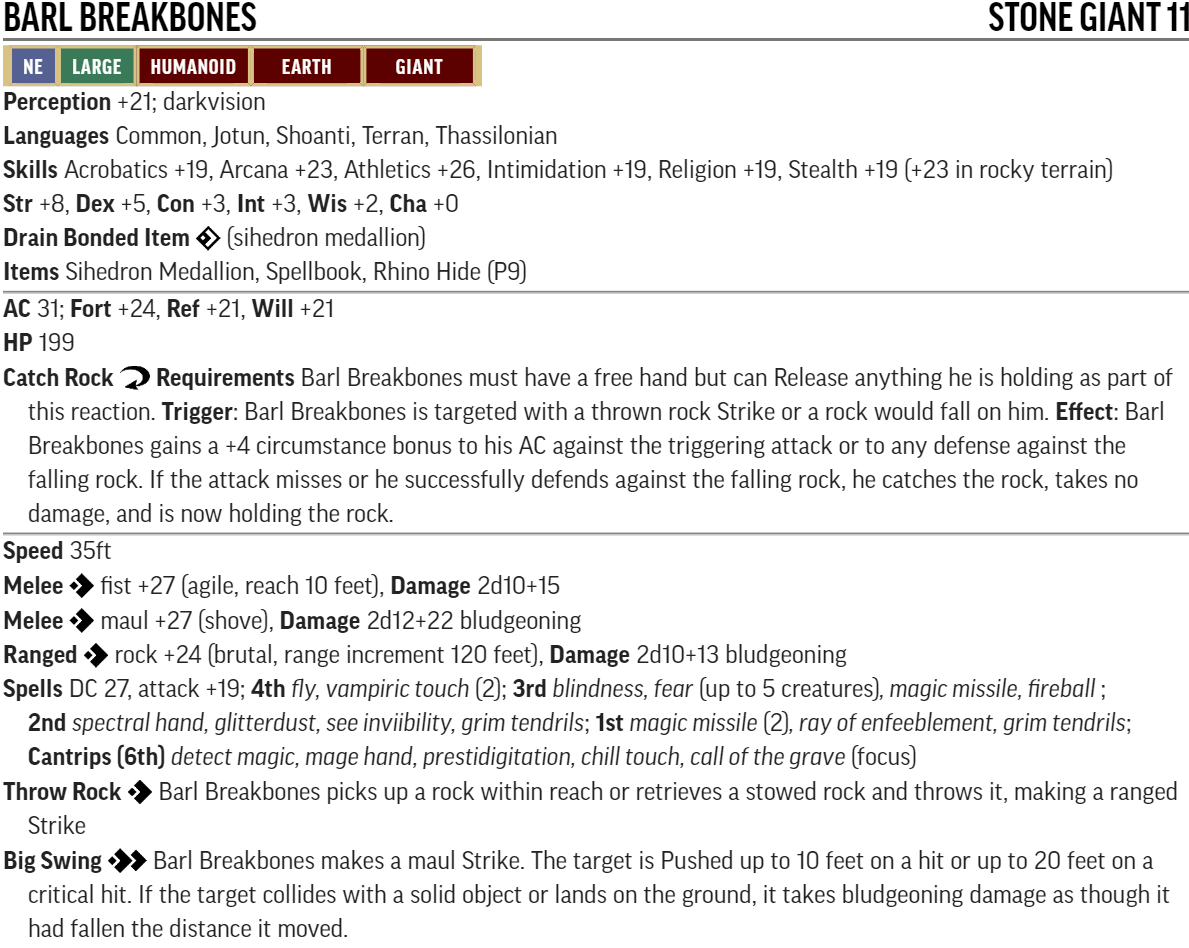 BARL BREAKBONES STONE GIANT 11
NE LARGE HUMANOID EARTH GIANT
Perception +21; darkvision
Languages Common, Jotun, Shoanti, Terran, Thassilonian
Skills Acrobatics +19, Arcana +23, Athletics +26, Intimidation +19, Religion +19, Stealth +19 (+23 in rocky terrain)
Str +8, Dex +5, Con +3, Int +3, Wis +2, Cha +0
Drain Bonded Item (sihedron medallion)
Items Sihedron Medallion, Spellbook, Rhino Hide (P9)
AC 31; Fort +24, Ref +21, Will +21
HP 199
Catch Rock Requirements Barl Breakbones must have a free hand but can Release anything he is holding as part of
this reaction. Trigger: Barl Breakbones is targeted with a thrown rock Strike or a rock would fall on him. Effect: Barl
Breakbones gains a +4 circumstance bonus to his AC against the triggering attack or to any defense against the
falling rock. If the attack misses or he successfully defends against the falling rock, he catches the rock, takes no
damage, and is now holding the rock.
Speed 35ft
Melee fist +27 (agile, reach 10 feet), Damage 2d10+15
Melee maul +27 (shove), Damage 2d12+22 bludgeoning
Ranged rock +24 (brutal, range increment 120 feet), Damage 2d10+13 bludgeoning
Spells DC 27, attack +19; 4th fly, vampiric touch (2); 3rd blindness, fear (up to 5 creatures), magic missile, fireball ;
2nd spectral hand, glitterdust, see inviibility, grim tendrils; 1st magic missile (2), ray of enfeeblement, grim tendrils;
Cantrips (6th) detect magic, mage hand, prestidigitation, chill touch, call of the grave (focus)
Throw Rock Barl Breakbones picks up a rock within reach or retrieves a stowed rock and throws it, making a ranged
Strike
Big Swing Barl Breakbones makes a maul Strike. The target is Pushed up to 10 feet on a hit or up to 20 feet on a
critical hit. If the target collides with a solid object or lands on the ground, it takes bludgeoning damage as though it
had fallen the distance it moved.